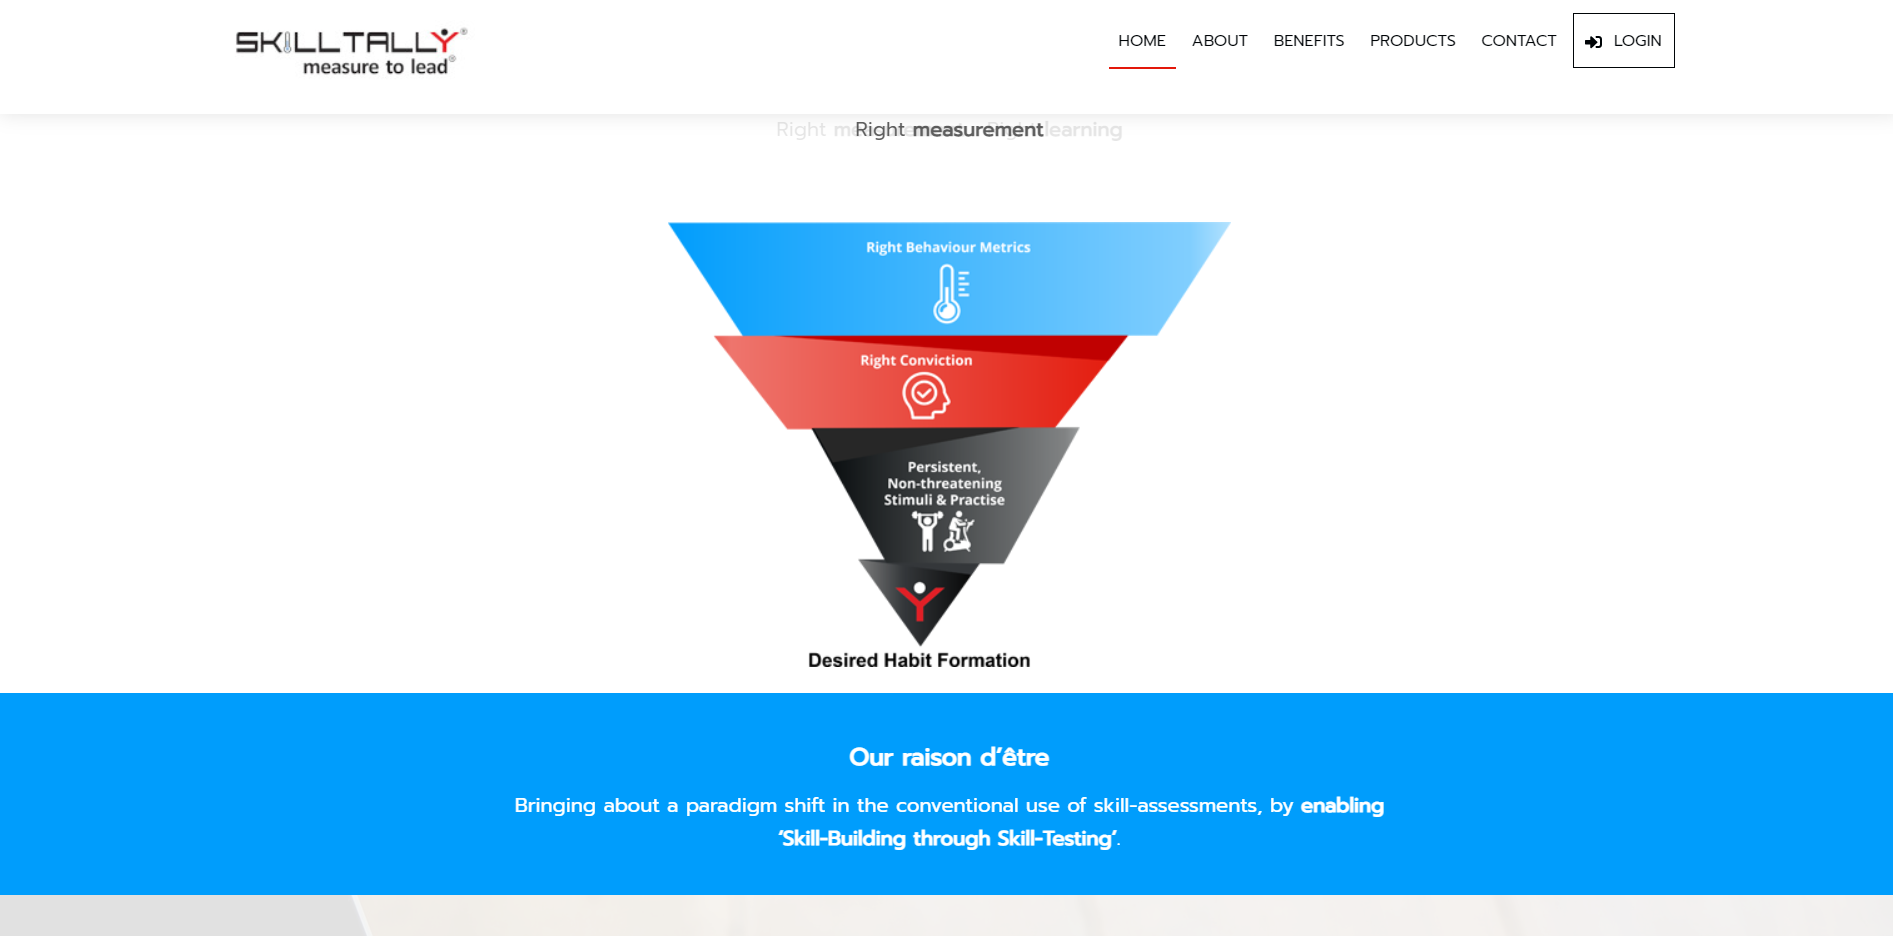 SKILLTALLY®
measure to lead®
HOME
ABOUT
BENEFITS
PRODUCTS
CONTACT
LOGIN
Right measurement
Right Behaviour Metrics
Right Conviction
Persistent,
Non-threatening
Stimuli & Practise
Desired Habit Formation
Our raison d’être
Bringing about a paradigm shift in the conventional use of skill-assessments, by enabling
‘Skill-Building through Skill-Testing’.